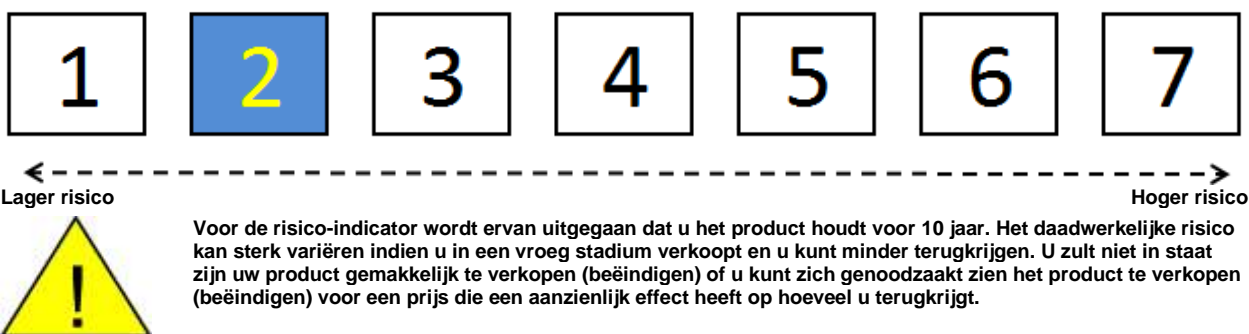 1 2 3 4 5 6 7
Lager risico Hoger risico
Voor de risico-indicator wordt ervan uitgegaan dat u het product houdt voor 10 jaar. Het daadwerkelijke risico
kan sterk variëren indien u in een vroeg stadium verkoopt en u kunt minder terugkrijgen. U zult niet in staat
zijn uw product gemakkelijk te verkopen (beëindigen) of u kunt zich genoodzaakt zien het product te verkopen
(beëindigen) voor een prijs die een aanzienlijk effect heeft op hoeveel u terugkrijgt.
!